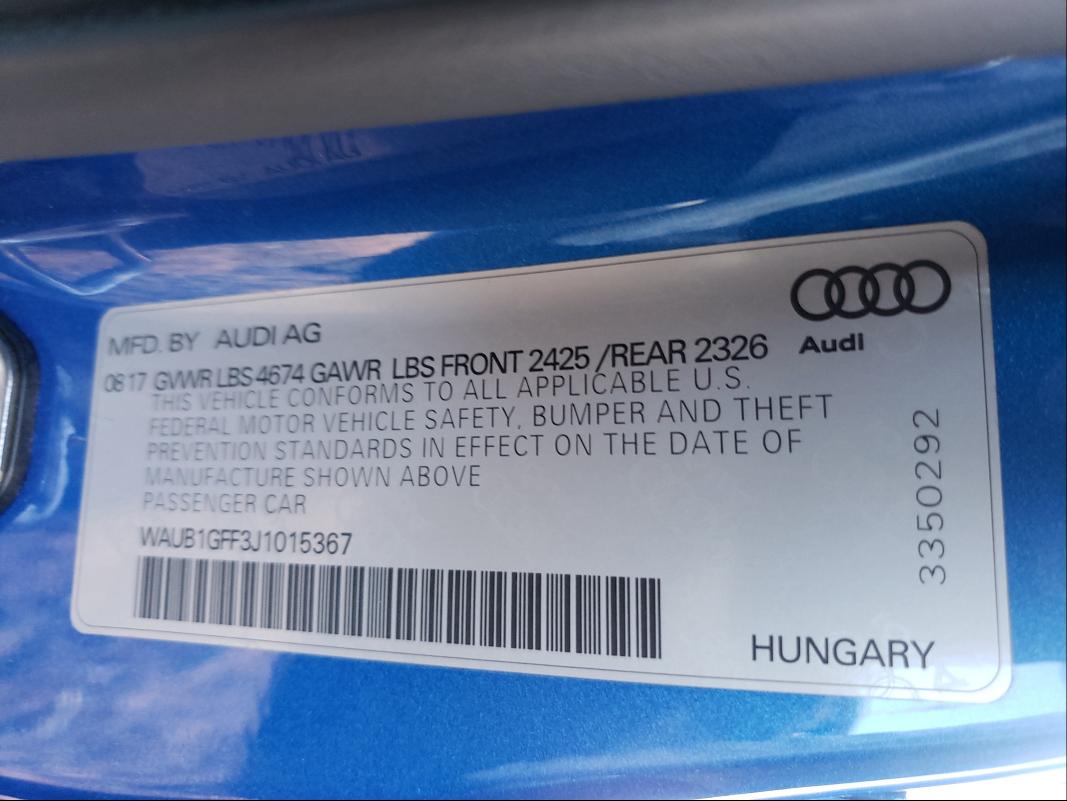 MFD. BY AUDI AG
Audi
0817 GVWR LBS 4674 GAWR LBS FRONT 2425 /REAR 2326
THIS VEHICLE CONFORMS TO ALL APPLICABLE U.S.
FEDERAL MOTOR VEHICLE SAFETY, BUMPER AND THEFT
PREVENTION STANDARDS IN EFFECT ON THE DATE OF
MANUFACTURE SHOWN ABOVE
PASSENGER CAR
WAUB1GFF3J1015367
3350292
HUNGARY